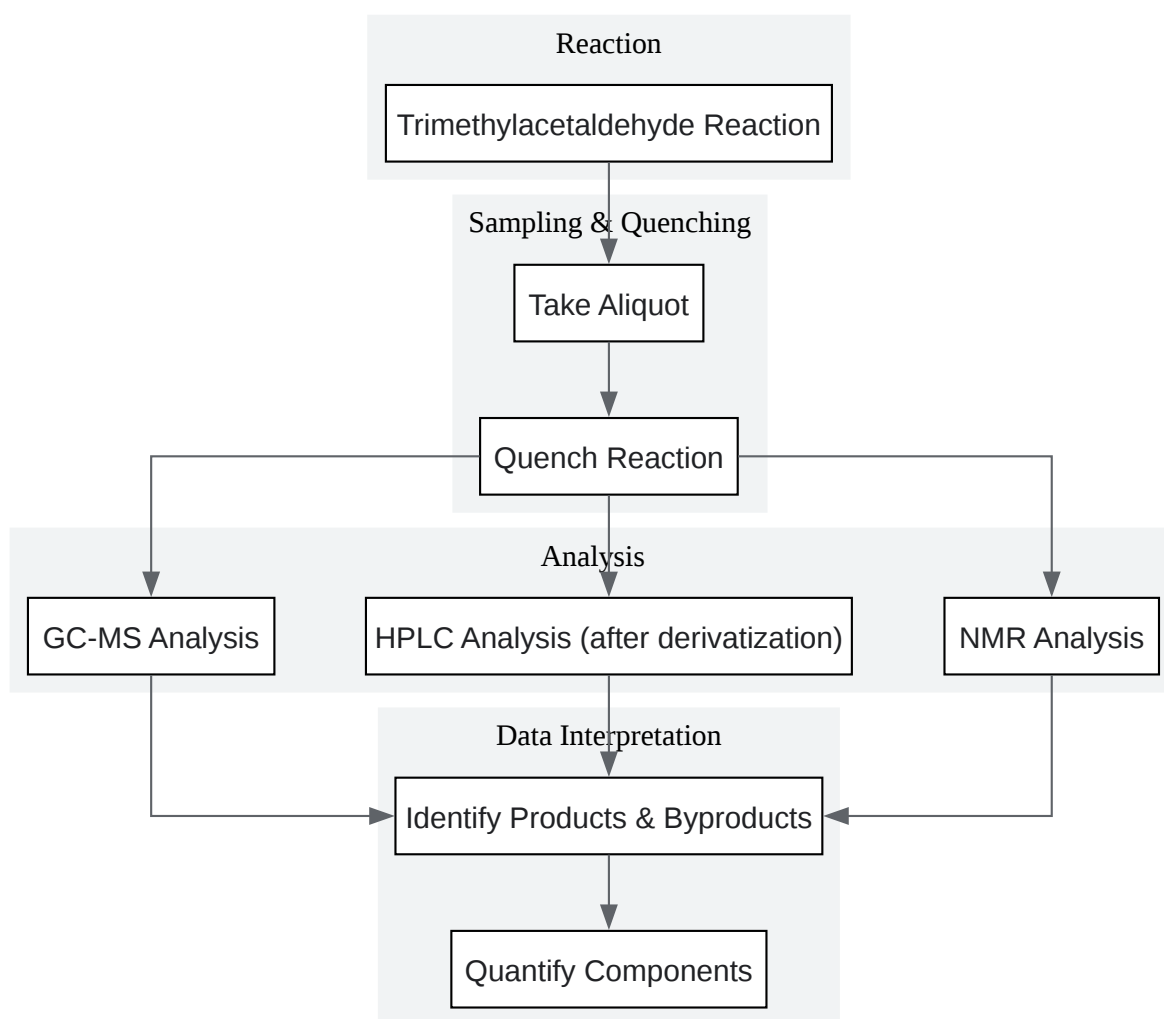 Reaction
Trimethylacetaldehyde Reaction
Sampling & Quenching
Take Aliquot
Quench Reaction
Analysis
GC-MS Analysis
HPLC Analysis (after derivatization)
NMR Analysis
Data Interpretation
Identify Products & Byproducts
Quantify Components